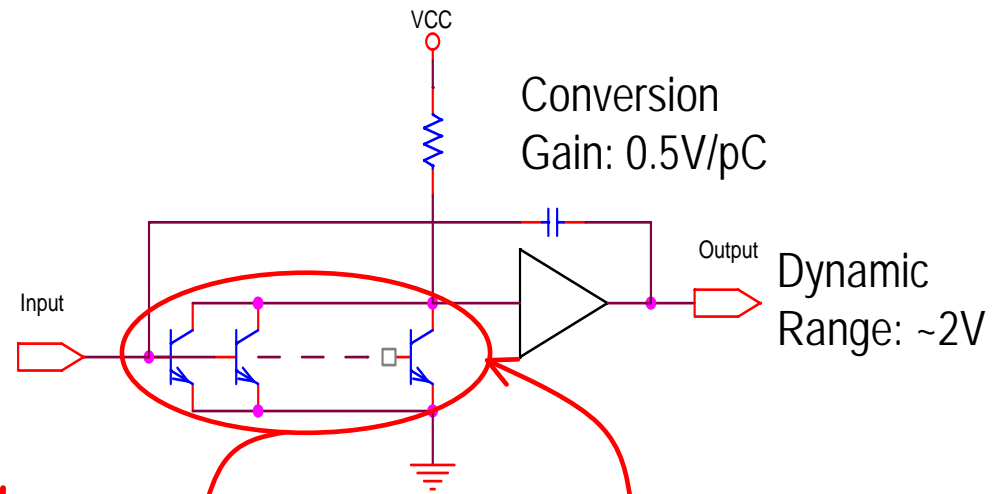 VCC
Conversion
Gain: 0.5V/pC
Output
Dynamic
Range: ~2V
Input